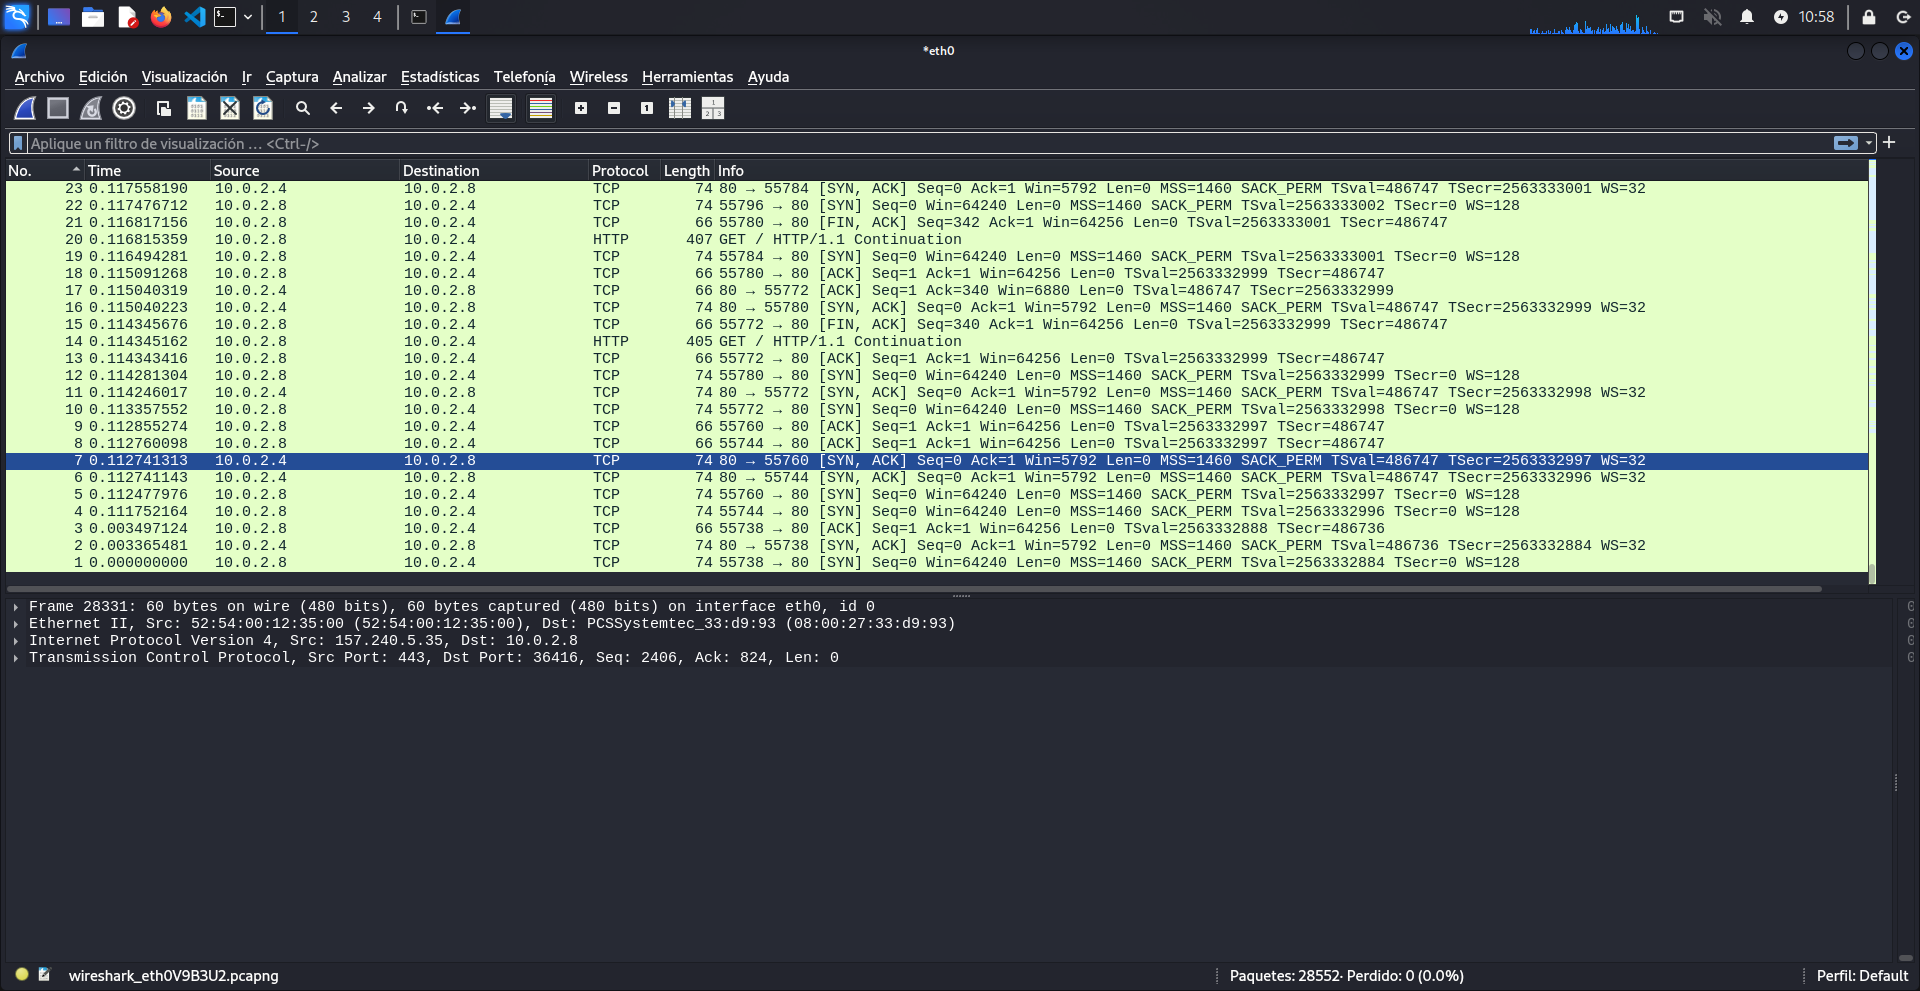 1 2 3 4 10:58
*eth0
Archivo Edición Visualización Ir Captura Analizar Estadísticas Telefonía Wireless Herramientas Ayuda
Aplique un filtro de visualización … <Ctrl-/>
No. Time Source Destination Protocol Length Info
23 0.117558190 10.0.2.4 10.0.2.8 TCP 74 80 → 55784 [SYN, ACK] Seq=0 Ack=1 Win=5792 Len=0 MSS=1460 SACK_PERM TSval=486747 TSecr=2563333001 WS=32
22 0.117476712 10.0.2.8 10.0.2.4 TCP 74 55796 → 80 [SYN] Seq=0 Win=64240 Len=0 MSS=1460 SACK_PERM TSval=2563333002 TSecr=0 WS=128
21 0.116817156 10.0.2.8 10.0.2.4 TCP 66 55780 → 80 [FIN, ACK] Seq=342 Ack=1 Win=64256 Len=0 TSval=2563333001 TSecr=486747
20 0.116815359 10.0.2.8 10.0.2.4 HTTP 407 GET / HTTP/1.1 Continuation
19 0.116494281 10.0.2.8 10.0.2.4 TCP 74 55784 → 80 [SYN] Seq=0 Win=64240 Len=0 MSS=1460 SACK_PERM TSval=2563333001 TSecr=0 WS=128
18 0.115091268 10.0.2.8 10.0.2.4 TCP 66 55780 → 80 [ACK] Seq=1 Ack=1 Win=64256 Len=0 TSval=2563332999 TSecr=486747
17 0.115040319 10.0.2.4 10.0.2.8 TCP 66 80 → 55772 [ACK] Seq=1 Ack=340 Win=6880 Len=0 TSval=486747 TSecr=2563332999
16 0.115040223 10.0.2.4 10.0.2.8 TCP 74 80 → 55780 [SYN, ACK] Seq=0 Ack=1 Win=5792 Len=0 MSS=1460 SACK_PERM TSval=486747 TSecr=2563332999 WS=32
15 0.114345676 10.0.2.8 10.0.2.4 TCP 66 55772 → 80 [FIN, ACK] Seq=340 Ack=1 Win=64256 Len=0 TSval=2563332999 TSecr=486747
14 0.114345162 10.0.2.8 10.0.2.4 HTTP 405 GET / HTTP/1.1 Continuation
13 0.114343416 10.0.2.8 10.0.2.4 TCP 66 55772 → 80 [ACK] Seq=1 Ack=1 Win=64256 Len=0 TSval=2563332999 TSecr=486747
12 0.114281304 10.0.2.8 10.0.2.4 TCP 74 55780 → 80 [SYN] Seq=0 Win=64240 Len=0 MSS=1460 SACK_PERM TSval=2563332999 TSecr=0 WS=128
11 0.114246017 10.0.2.4 10.0.2.8 TCP 74 80 → 55772 [SYN, ACK] Seq=0 Ack=1 Win=5792 Len=0 MSS=1460 SACK_PERM TSval=486747 TSecr=2563332998 WS=32
10 0.113357552 10.0.2.8 10.0.2.4 TCP 74 55772 → 80 [SYN] Seq=0 Win=64240 Len=0 MSS=1460 SACK_PERM TSval=2563332998 TSecr=0 WS=128
9 0.112855274 10.0.2.8 10.0.2.4 TCP 66 55760 → 80 [ACK] Seq=1 Ack=1 Win=64256 Len=0 TSval=2563332997 TSecr=486747
8 0.112760098 10.0.2.8 10.0.2.4 TCP 66 55744 → 80 [ACK] Seq=1 Ack=1 Win=64256 Len=0 TSval=2563332997 TSecr=486747
7 0.112741313 10.0.2.4 10.0.2.8 TCP 74 80 → 55760 [SYN, ACK] Seq=0 Ack=1 Win=5792 Len=0 MSS=1460 SACK_PERM TSval=486747 TSecr=2563332997 WS=32
6 0.112741143 10.0.2.4 10.0.2.8 TCP 74 80 → 55744 [SYN, ACK] Seq=0 Ack=1 Win=5792 Len=0 MSS=1460 SACK_PERM TSval=486747 TSecr=2563332996 WS=32
5 0.112477976 10.0.2.8 10.0.2.4 TCP 74 55760 → 80 [SYN] Seq=0 Win=64240 Len=0 MSS=1460 SACK_PERM TSval=2563332997 TSecr=0 WS=128
4 0.111752164 10.0.2.8 10.0.2.4 TCP 74 55744 → 80 [SYN] Seq=0 Win=64240 Len=0 MSS=1460 SACK_PERM TSval=2563332996 TSecr=0 WS=128
3 0.003497124 10.0.2.8 10.0.2.4 TCP 66 55738 → 80 [ACK] Seq=1 Ack=1 Win=64256 Len=0 TSval=2563332888 TSecr=486736
2 0.003365481 10.0.2.4 10.0.2.8 TCP 74 80 → 55738 [SYN, ACK] Seq=0 Ack=1 Win=5792 Len=0 MSS=1460 SACK_PERM TSval=486736 TSecr=2563332884 WS=32
1 0.000000000 10.0.2.8 10.0.2.4 TCP 74 55738 → 80 [SYN] Seq=0 Win=64240 Len=0 MSS=1460 SACK_PERM TSval=2563332884 TSecr=0 WS=128
Frame 28331: 60 bytes on wire (480 bits), 60 bytes captured (480 bits) on interface eth0, id 0
Ethernet II, Src: 52:54:00:12:35:00 (52:54:00:12:35:00), Dst: PCSSystemtec_33:d9:93 (08:00:27:33:d9:93)
Internet Protocol Version 4, Src: 157.240.5.35, Dst: 10.0.2.8
Transmission Control Protocol, Src Port: 443, Dst Port: 36416, Seq: 2406, Ack: 824, Len: 0
wireshark_eth0V9B3U2.pcapng Paquetes: 28552· Perdido: 0 (0.0%) Perfil: Default